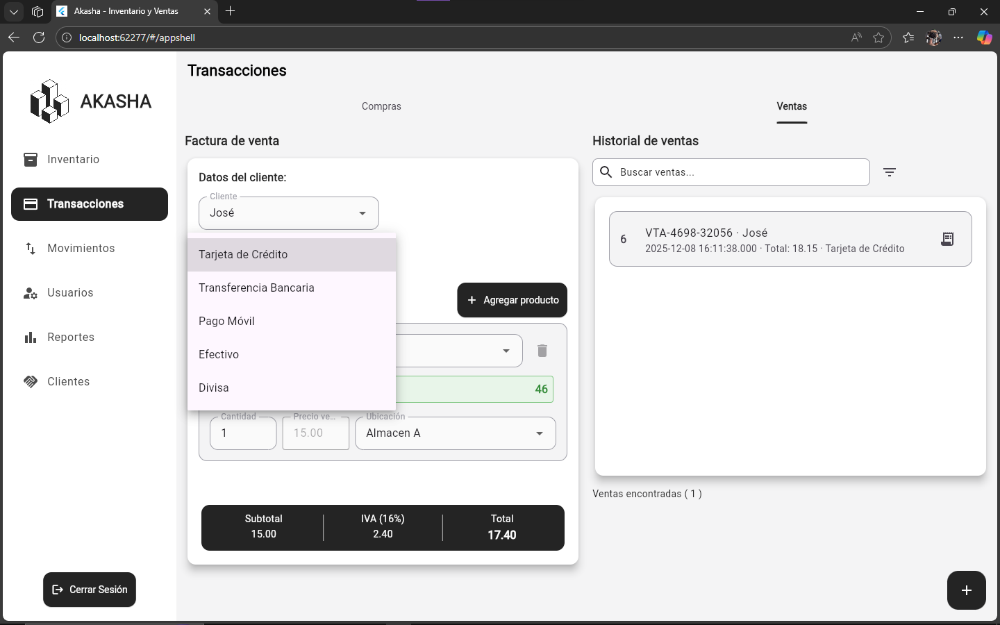 Akasha - Inventario y Ventas
localhost:62277/#/appshell
AKASHA
Inventario
Transacciones
Movimientos
Usuarios
Reportes
Clientes
Cerrar Sesión
Transacciones
Compras
Ventas
Factura de venta
Datos del cliente:
Cliente
José
Tarjeta de Crédito
Transferencia Bancaria
Pago Móvil
Efectivo
Divisa
Agregar producto
46
Cantidad
1
Precio ve...
15.00
Ubicación
Almacen A
Subtotal
15.00
IVA (16%)
2.40
Total
17.40
Historial de ventas
Buscar ventas...
6
VTA-4698-32056 · José
2025-12-08 16:11:38.000 · Total: 18.15 · Tarjeta de Crédito
Ventas encontradas ( 1 )